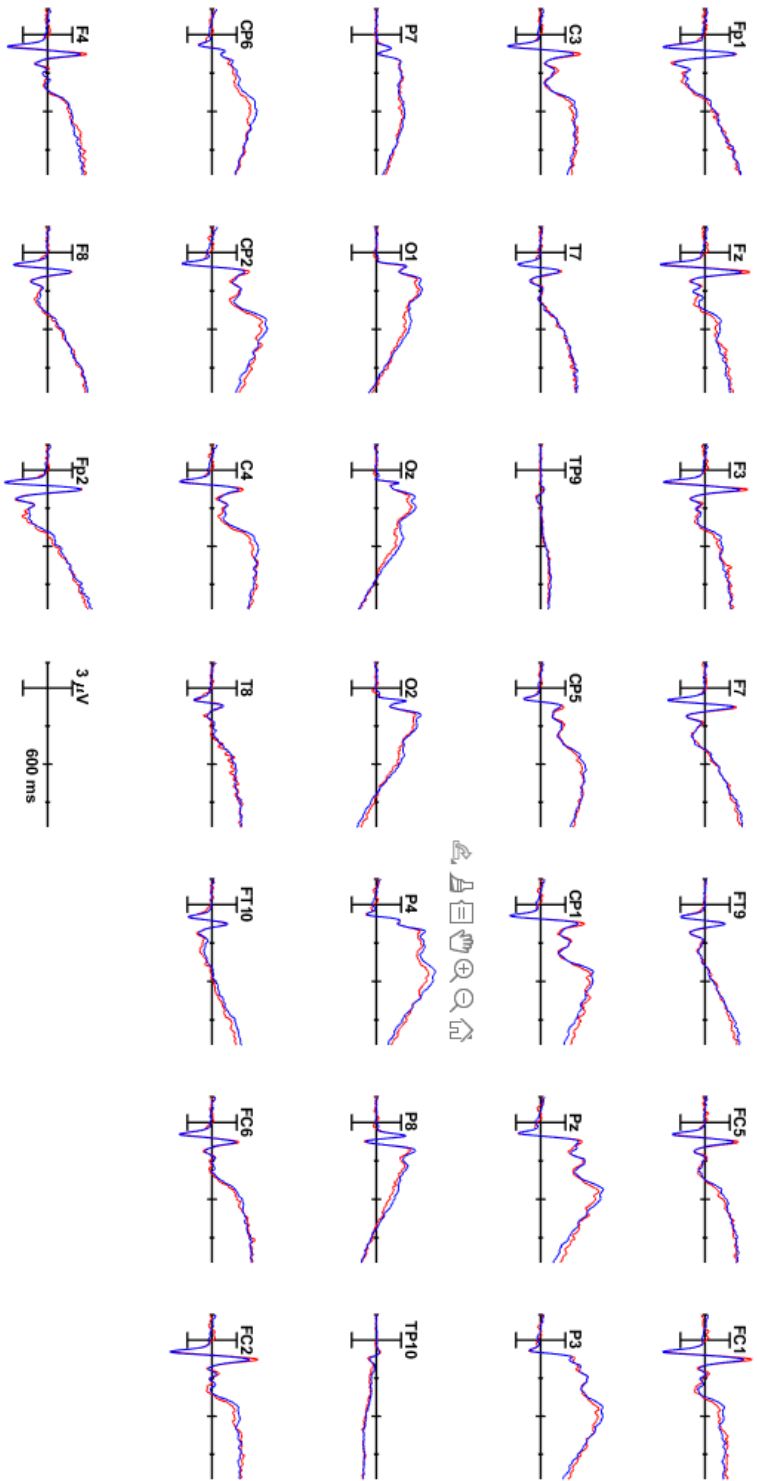 Fp1
Fz
F3
F7
FT9
FC5
FC1
C3
T7
TP9
CP5
CP1
Pz
P3
P7
O1
Oz
O2
P4
P8
TP10
CP6
CP2
C4
T8
FT10
FC6
FC2
F4
F8
Fp2
3 μV
600 ms